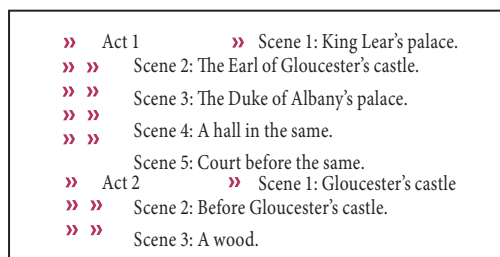 » Act 1 » Scene 1: King Lear’s palace.
» » Scene 2: The Earl of Gloucester’s castle.
» » Scene 3: The Duke of Albany’s palace.
» » Scene 4: A hall in the same.
» » Scene 5: Court before the same.
» Act 2 » Scene 1: Gloucester’s castle
» » Scene 2: Before Gloucester’s castle.
» » Scene 3: A wood.